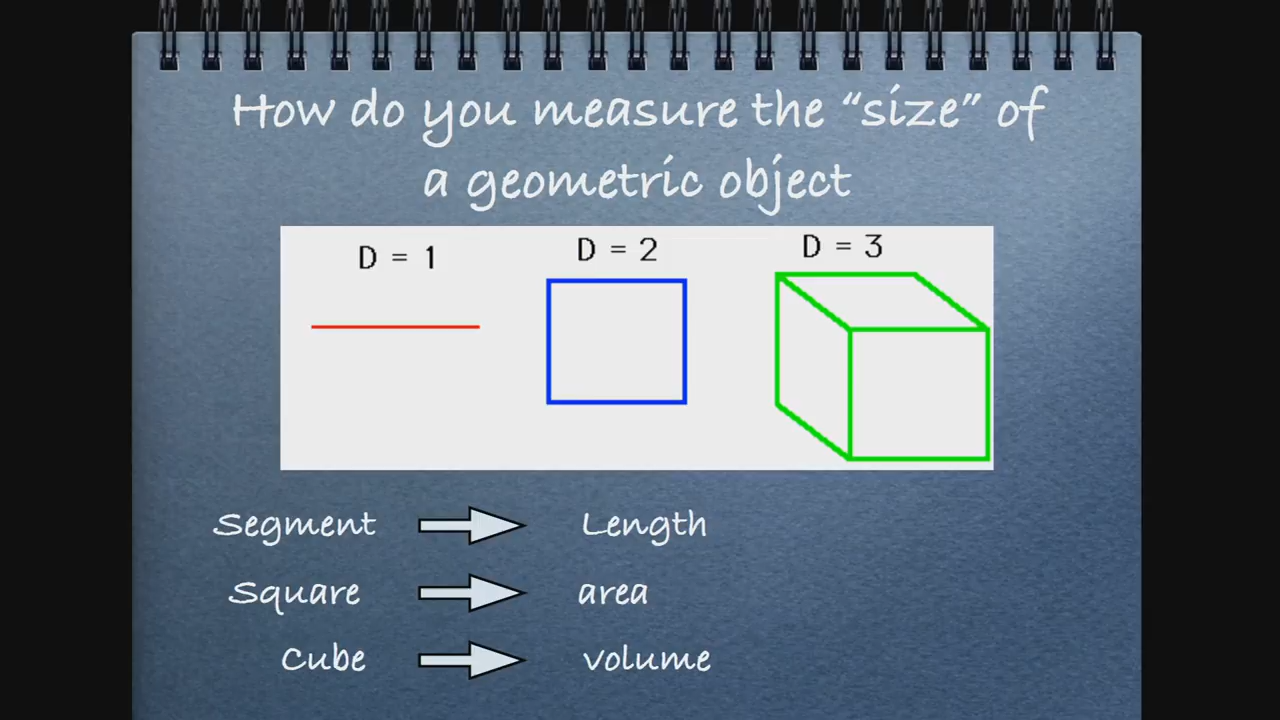 How do you measure the “size” of
a geometric object
D = 1 D = 2 D = 3
Segment Length
Square area
Cube volume